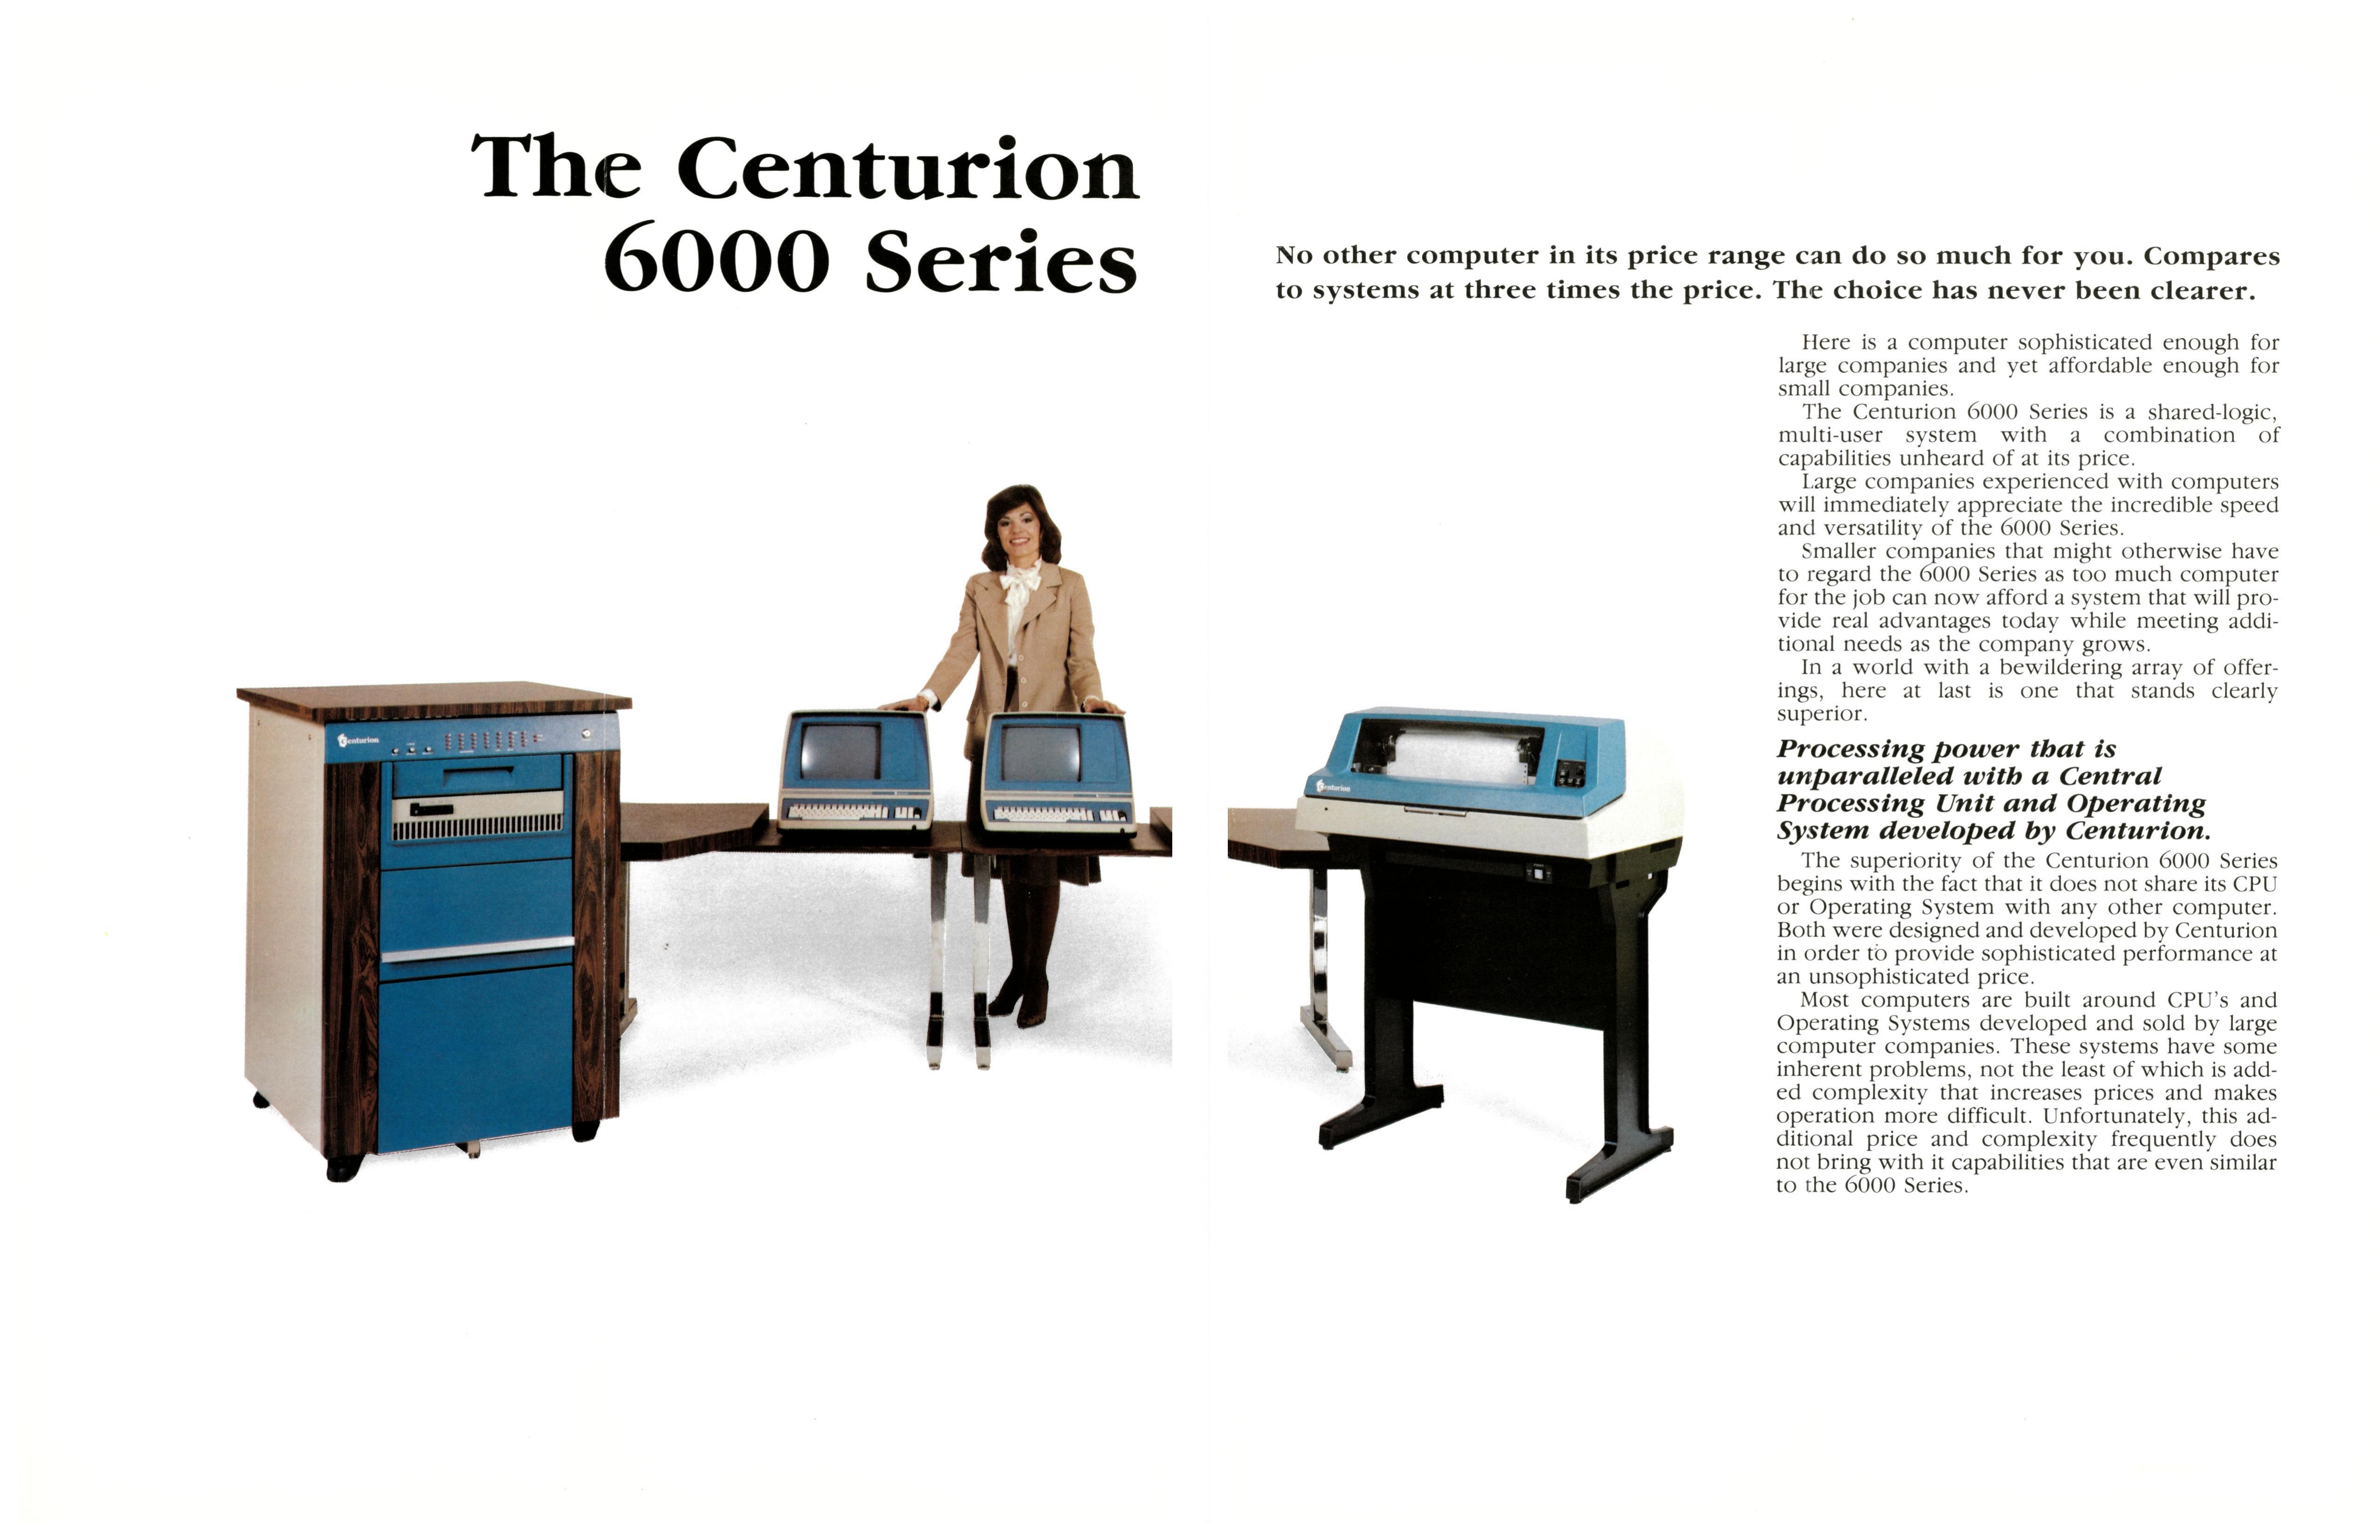 The Centurion
6000 Series
No other computer in its price range can do so much for you. Compares
to systems at three times the price. The choice has never been clearer.
Here is a computer sophisticated enough for
large companies and yet affordable enough for
small companies.
The Centurion 6000 Series is a shared-logic,
multi-user system with a combination of
capabilities unheard of at its price.
Large companies experienced with computers
will immediately appreciate the incredible speed
and versatility of the 6000 Series.
Smaller companies that might otherwise have
to regard the 6000 Series as too much computer
for the job can now afford a system that will pro-
vide real advantages today while meeting addi-
tional needs as the company grows.
In a world with a bewildering array of offer-
ings, here at last is one that stands clearly
superior.
Processing power that is
unparalleled with a Central
Processing Unit and Operating
System developed by Centurion.
The superiority of the Centurion 6000 Series
begins with the fact that it does not share its CPU
or Operating System with any other computer.
Both were designed and developed by Centurion
in order to provide sophisticated performance at
an unsophisticated price.
Most computers are built around CPU's and
Operating Systems developed and sold by large
computer companies. These systems have some
inherent problems, not the least of which is add-
ed complexity that increases prices and makes
operation more difficult. Unfortunately, this ad-
ditional price and complexity frequently does
not bring with it capabilities that are even similar
to the 6000 Series.
Centurion
Centurion